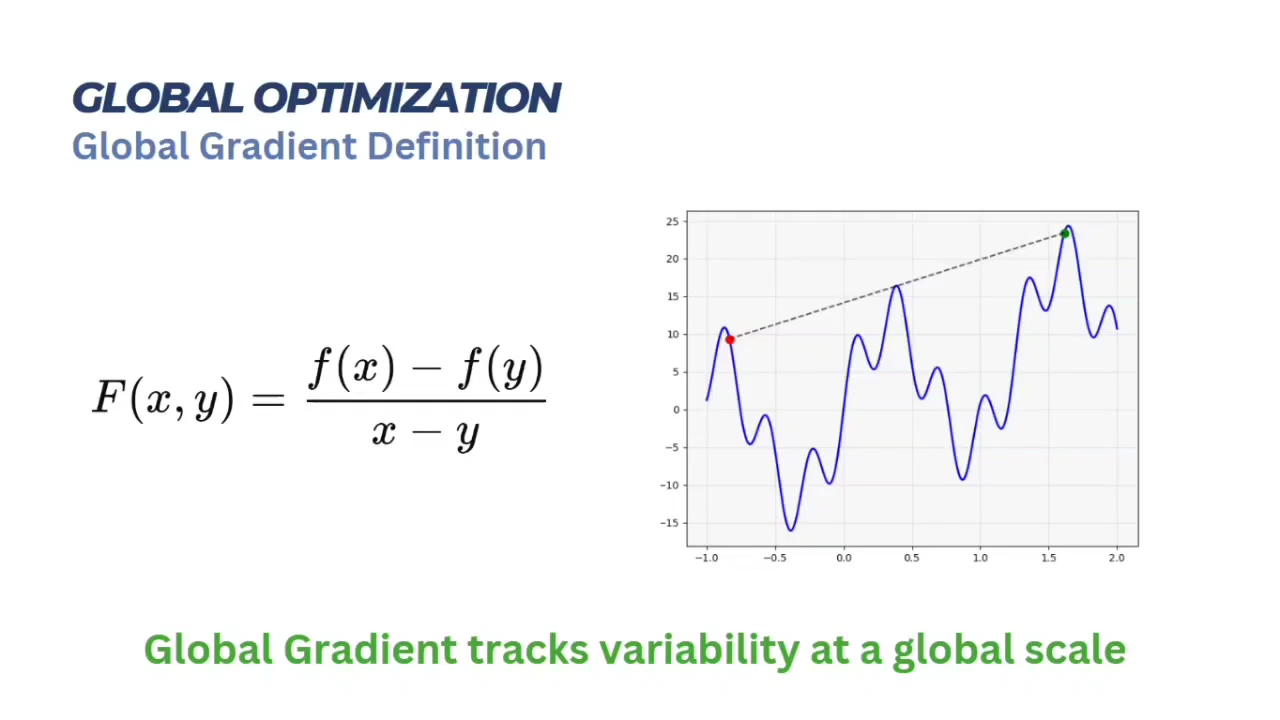 GLOBAL OPTIMIZATION
Global Gradient Definition
F(x, y) = \frac{f(x) − f(y)}{x − y}
25
20
15
10
5
0
−5
−10
−15
−1.0 −0.5 0.0 0.5 1.0 1.5 2.0
Global Gradient tracks variability at a global scale